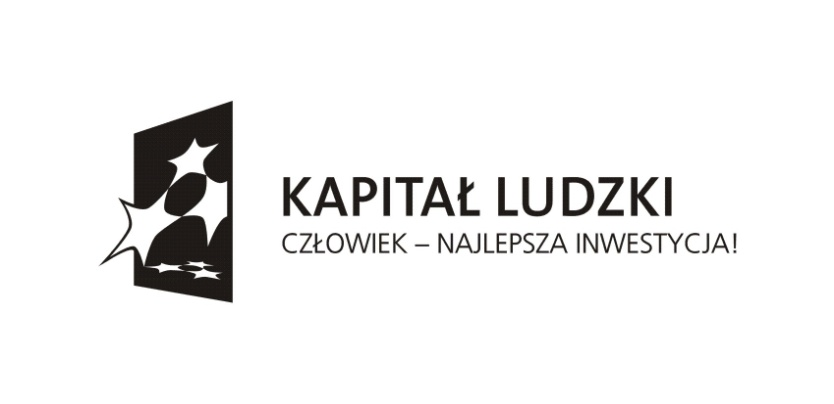 KAPITAŁ LUDZKI
CZŁOWIEK – NAJLEPSZA INWESTYCJA!